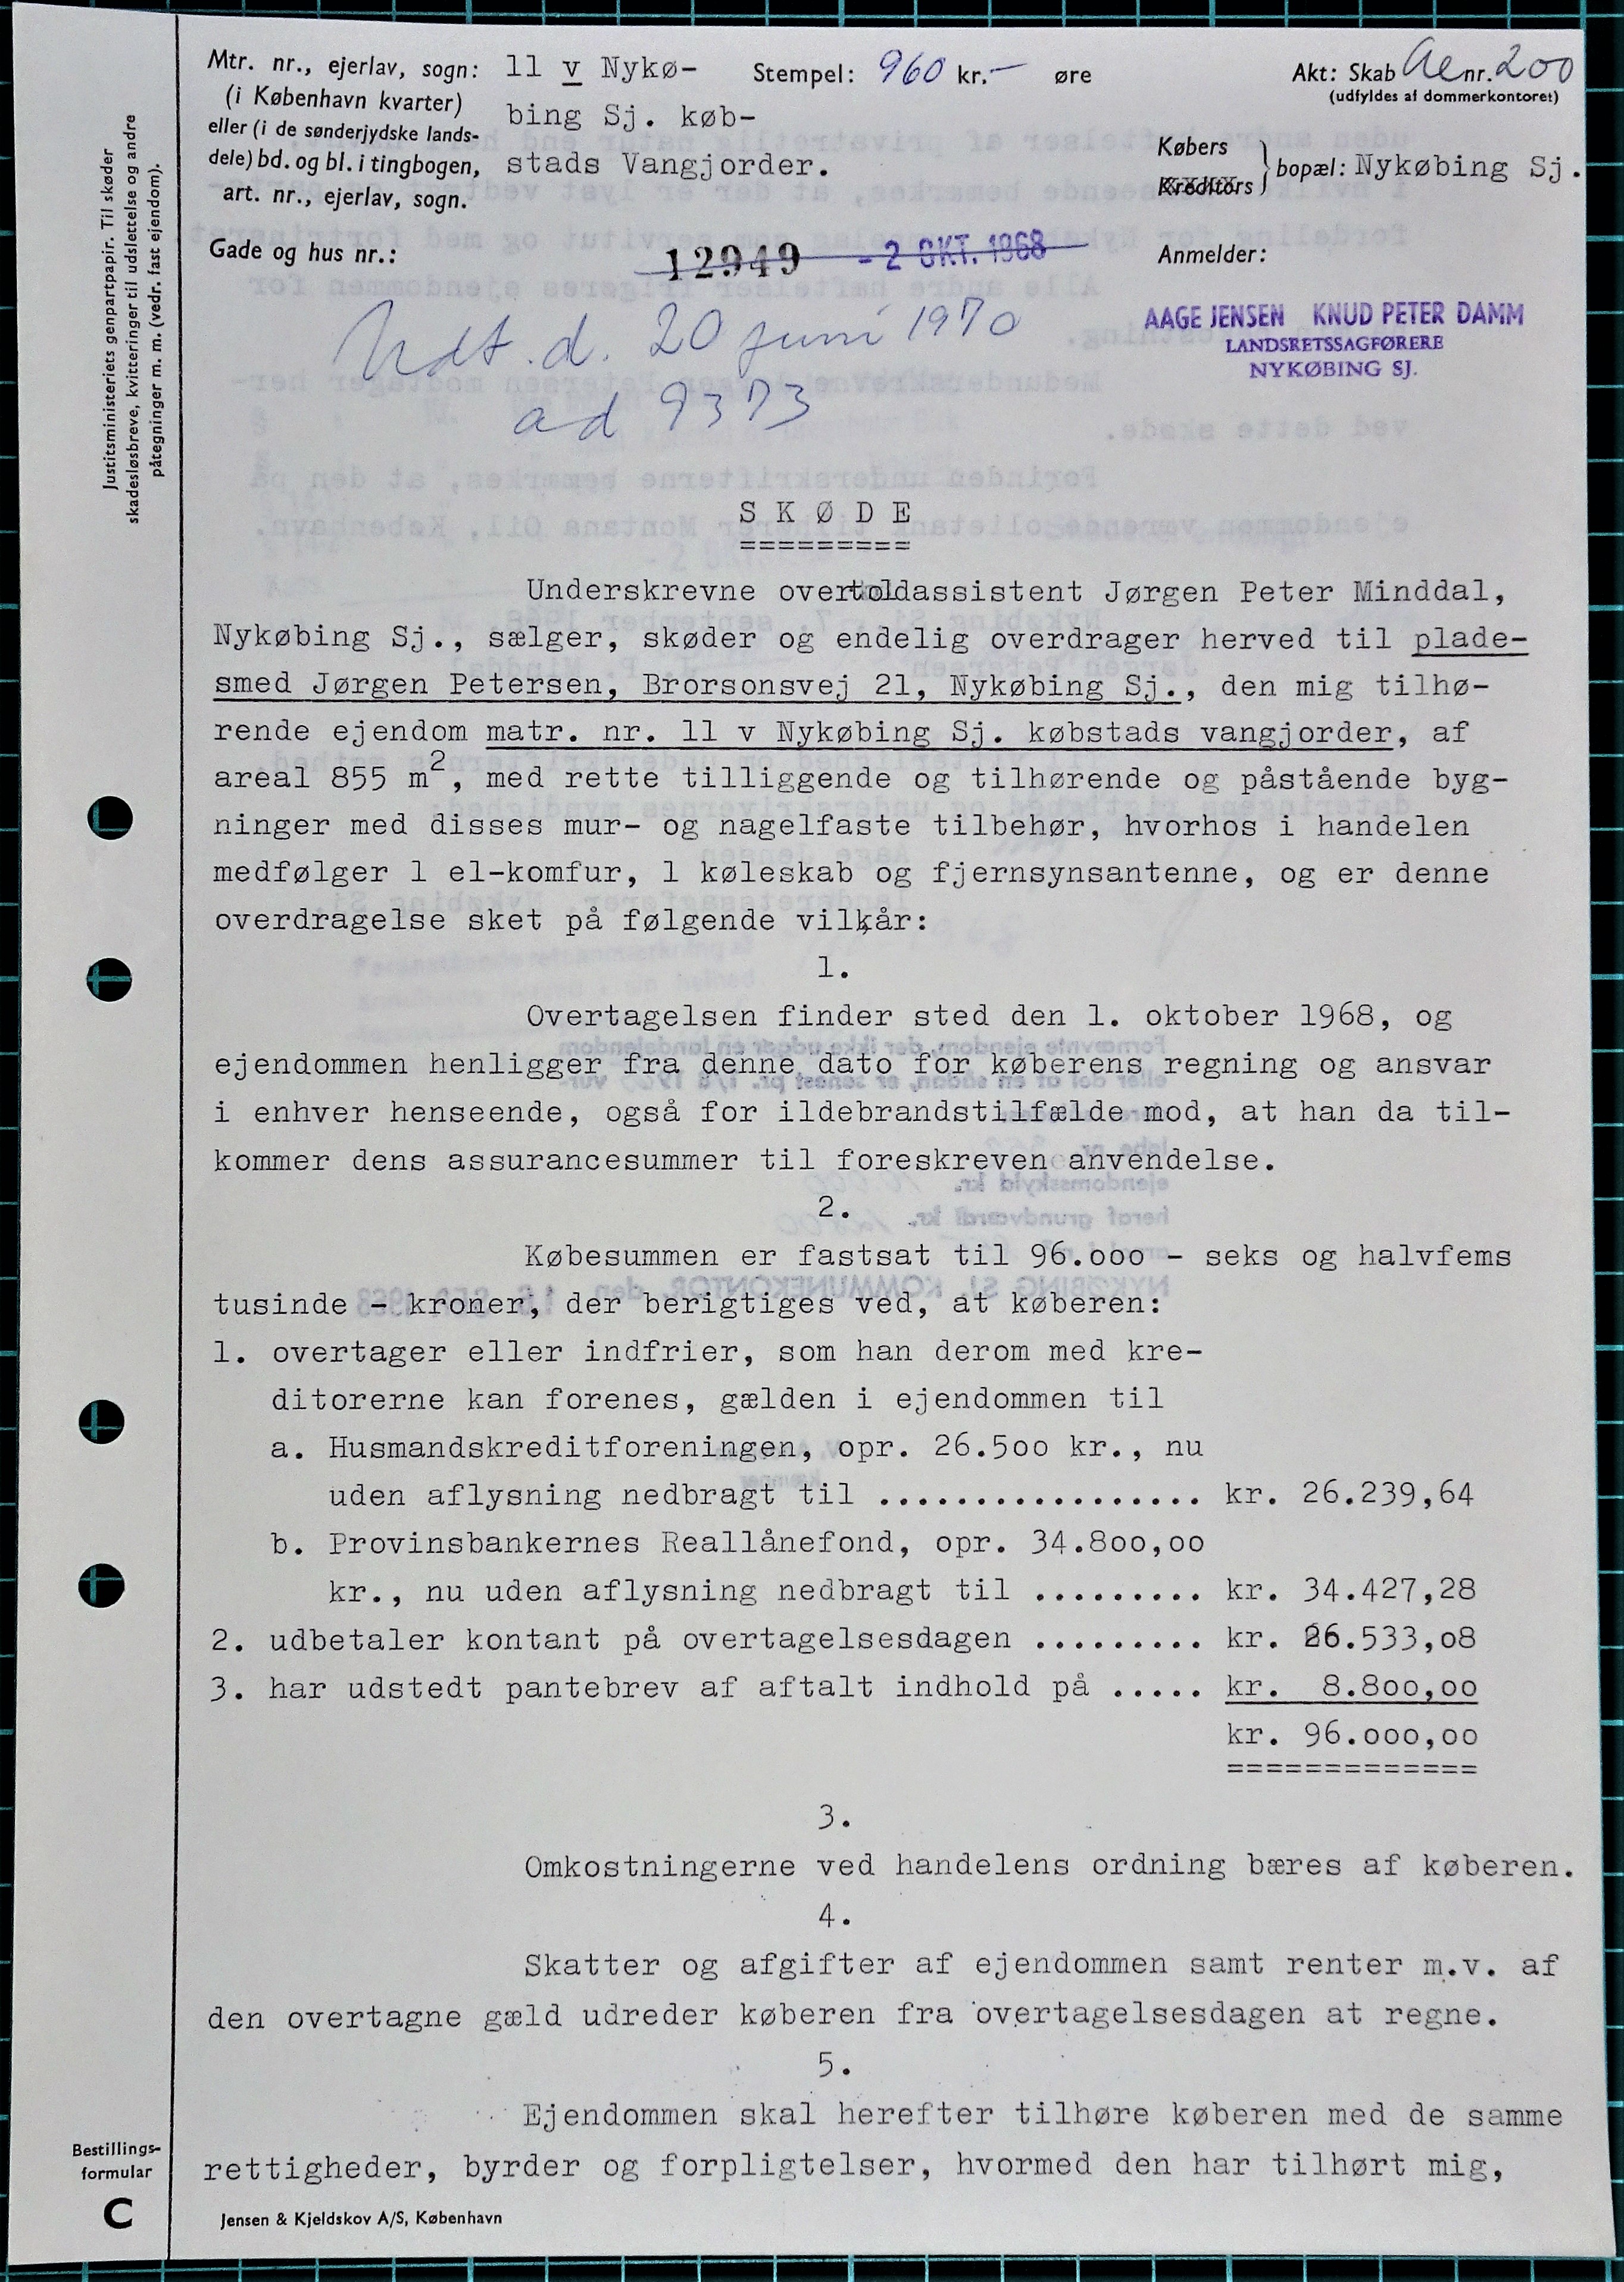 Mtr. nr., ejerlav, sogn: 11 v Nykø-
(i København kvarter) bing Sj. køb-
eller (i de sønderjydske lands-
dele) bd. og bl. i tingbogen, stads Vangjorder.
art. nr., ejerlav, sogn.
Stempel: 960 kr. — øre
Akt: Skab Ae nr. 200
(udfyldes af dommerkontoret)
Købers
Kreditors } bopæl: Nykøbing Sj.
Gade og hus nr.:
12949 - 2 OKT. 1968
Anmelder:
AAGE JENSEN KNUD PETER DAMM
LANDSRETSSAGFØRERE
NYKØBING SJ.
d. 20 juni 1970
ad 9373
Justitsministeriets genpartpapir. Til skøder
skadesløsbreve, kvitteringer til udslettelse og andre
påtegninger m. m. (vedr. fast ejendom).
S K Ø D E
=========
Underskrevne overtoldassistent Jørgen Peter Minddal,
Nykøbing Sj., sælger, skøder og endelig overdrager herved til plade-
smed Jørgen Petersen, Brorsonsvej 21, Nykøbing Sj., den mig tilhø-
rende ejendom matr. nr. 11 v Nykøbing Sj. købstads vangjorder, af
areal 855 m², med rette tilliggende og tilhørende og påstående byg-
ninger med disses mur- og nagelfaste tilbehør, hvorhos i handelen
medfølger 1 el-komfur, 1 køleskab og fjernsynsantenne, og er denne
overdragelse sket på følgende vilkår:
1.
Overtagelsen finder sted den 1. oktober 1968, og
ejendommen henligger fra denne dato for køberens regning og ansvar
i enhver henseende, også for ildebrandstilfælde mod, at han da til-
kommer dens assurancesummer til foreskreven anvendelse.
2.
Købesummen er fastsat til 96.000 - seks og halvfems
tusinde - kroner, der berigtiges ved, at køberen:
1. overtager eller indfrier, som han derom med kre-
ditorerne kan forenes, gælden i ejendommen til
a. Husmandskreditforeningen, opr. 26.500 kr., nu
uden aflysning nedbragt til ................. kr. 26.239,64
b. Provinsbankernes Reallånefond, opr. 34.800,00
kr., nu uden aflysning nedbragt til ......... kr. 34.427,28
2. udbetaler kontant på overtagelsesdagen ......... kr. 26.533,08
3. har udstedt pantebrev af aftalt indhold på ..... kr. 8.800,00
kr. 96.000,00
=============
3.
Omkostningerne ved handelens ordning bæres af køberen.
4.
Skatter og afgifter af ejendommen samt renter m.v. af
den overtagne gæld udreder køberen fra overtagelsesdagen at regne.
5.
Ejendommen skal herefter tilhøre køberen med de samme
rettigheder, byrder og forpligtelser, hvormed den har tilhørt mig,
Bestillings-
formular
C
Jensen & Kjeldskov A/S, København